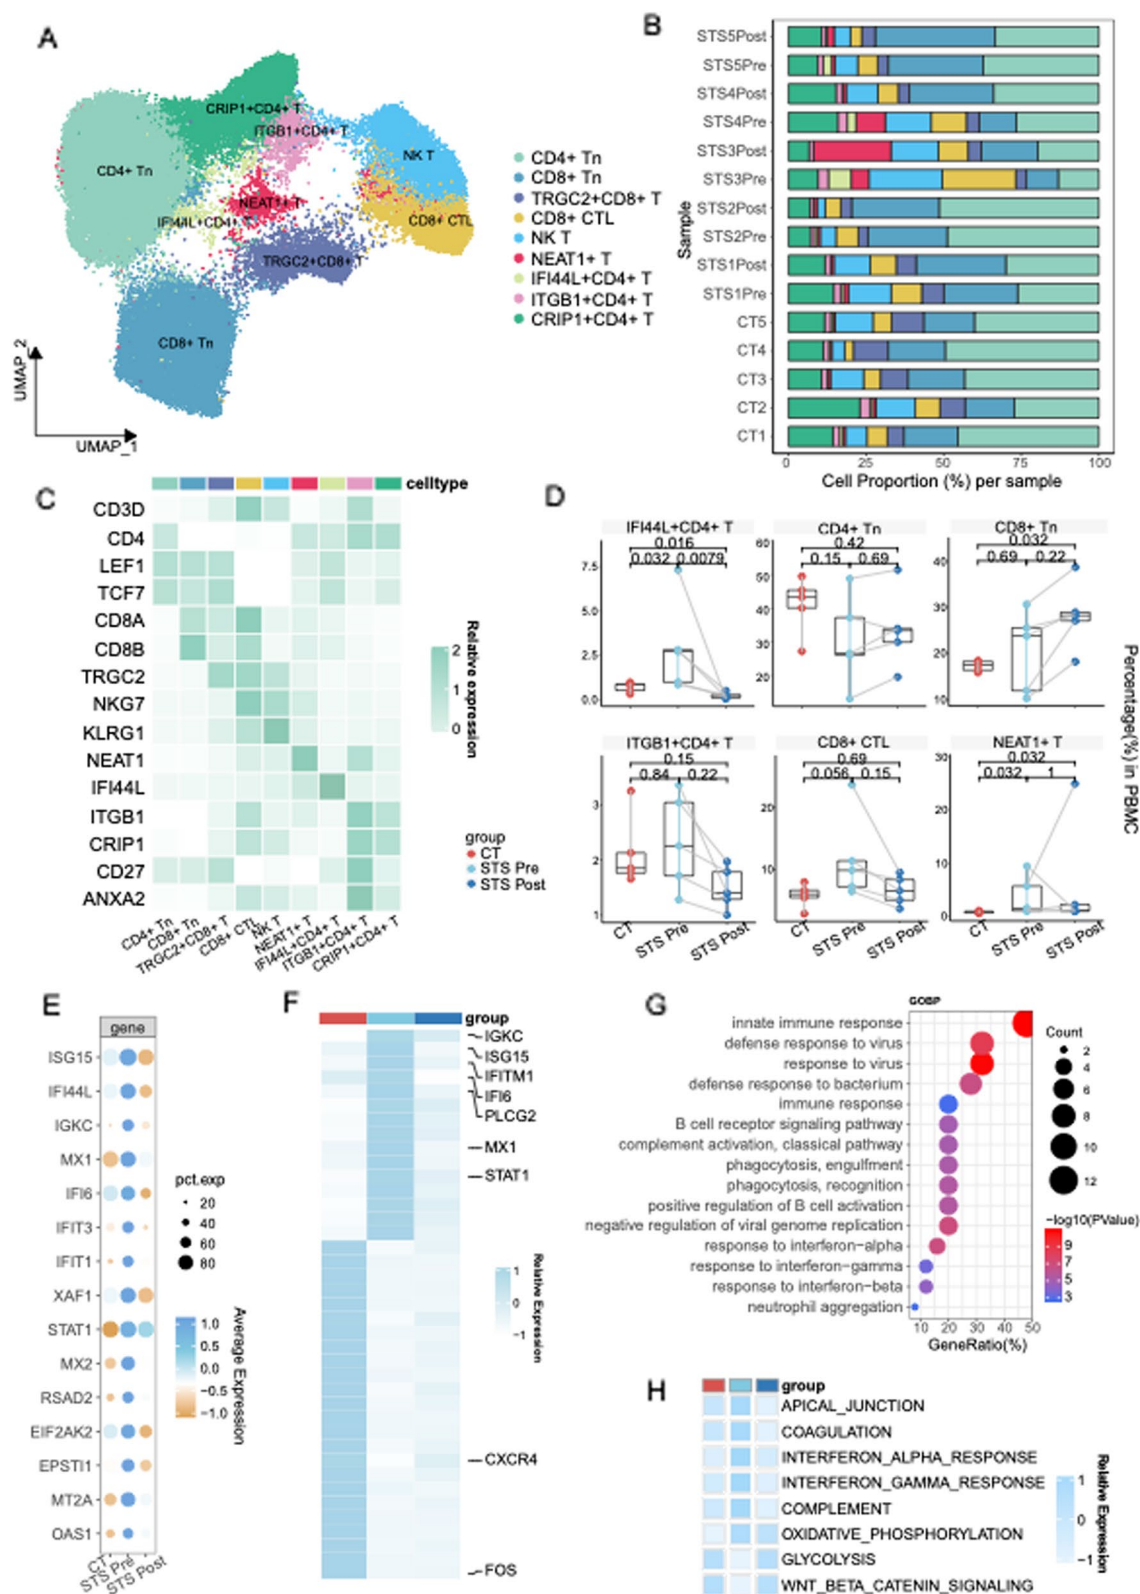 A
CRIP1+CD4+ T
ITGB1+CD4+ T
NK T
CD4+ Tn
NEAT1+ T
IFI44L+CD4+ T
CD8+ CTL
TRGC2+CD8+ T
CD8+ Tn
UMAP_2
UMAP_1
CD4+ Tn
CD8+ Tn
TRGC2+CD8+ T
CD8+ CTL
NK T
NEAT1+ T
IFI44L+CD4+ T
ITGB1+CD4+ T
CRIP1+CD4+ T
B
Sample
STS5Post
STS5Pre
STS4Post
STS4Pre
STS3Post
STS3Pre
STS2Post
STS2Pre
STS1Post
STS1Pre
CT5
CT4
CT3
CT2
CT1
0 25 50 75 100
Cell Proportion (%) per sample
C
celltype
CD3D
CD4
LEF1
TCF7
CD8A
CD8B
TRGC2
NKG7
KLRG1
NEAT1
IFI44L
ITGB1
CRIP1
CD27
ANXA2
CD4+ Tn
CD8+ Tn
TRGC2+CD8+ T
CD8+ CTL
NK T
NEAT1+ T
IFI44L+CD4+ T
ITGB1+CD4+ T
CRIP1+CD4+ T
Relative expression
2
1
0
group
CT
STS Pre
STS Post
D
IFI44L+CD4+ T
0.016
0.032 0.0079
7.5
5.0
2.5
0.0
CD4+ Tn
0.42
0.15 0.69
60
50
40
30
20
CD8+ Tn
0.032
0.69 0.22
40
30
20
10
ITGB1+CD4+ T
0.15
0.84 0.22
3
2
1
CT STS Pre STS Post
CD8+ CTL
0.69
0.056 0.15
20
10
CT STS Pre STS Post
NEAT1+ T
0.032
0.032 1
30
20
10
0
CT STS Pre STS Post
Percentage(%) in PBMC
E
gene
ISG15
IFI44L
IGKC
MX1
IFI6
IFIT3
IFIT1
XAF1
STAT1
MX2
RSAD2
EIF2AK2
EPSTI1
MT2A
OAS1
CT
STS Pre
STS Post
pct.exp
20
40
60
80
Average Expression
1.0
0.5
0.0
−0.5
−1.0
F
group
IGKC
ISG15
IFITM1
IFI6
PLCG2
MX1
STAT1
CXCR4
FOS
Relative Expression
1
0
−1
G
GOBP
innate immune response
defense response to virus
response to virus
defense response to bacterium
immune response
B cell receptor signaling pathway
complement activation, classical pathway
phagocytosis, engulfment
phagocytosis, recognition
positive regulation of B cell activation
negative regulation of viral genome replication
response to interferon−alpha
response to interferon−gamma
response to interferon−beta
neutrophil aggregation
10 20 30 40 50
GeneRatio(%)
Count
2
4
6
8
10
12
−log10(PValue)
9
7
5
3
H
group
APICAL_JUNCTION
COAGULATION
INTERFERON_ALPHA_RESPONSE
INTERFERON_GAMMA_RESPONSE
COMPLEMENT
OXIDATIVE_PHOSPHORYLATION
GLYCOLYSIS
WNT_BETA_CATENIN_SIGNALING
Relative Expression
1
0
−1